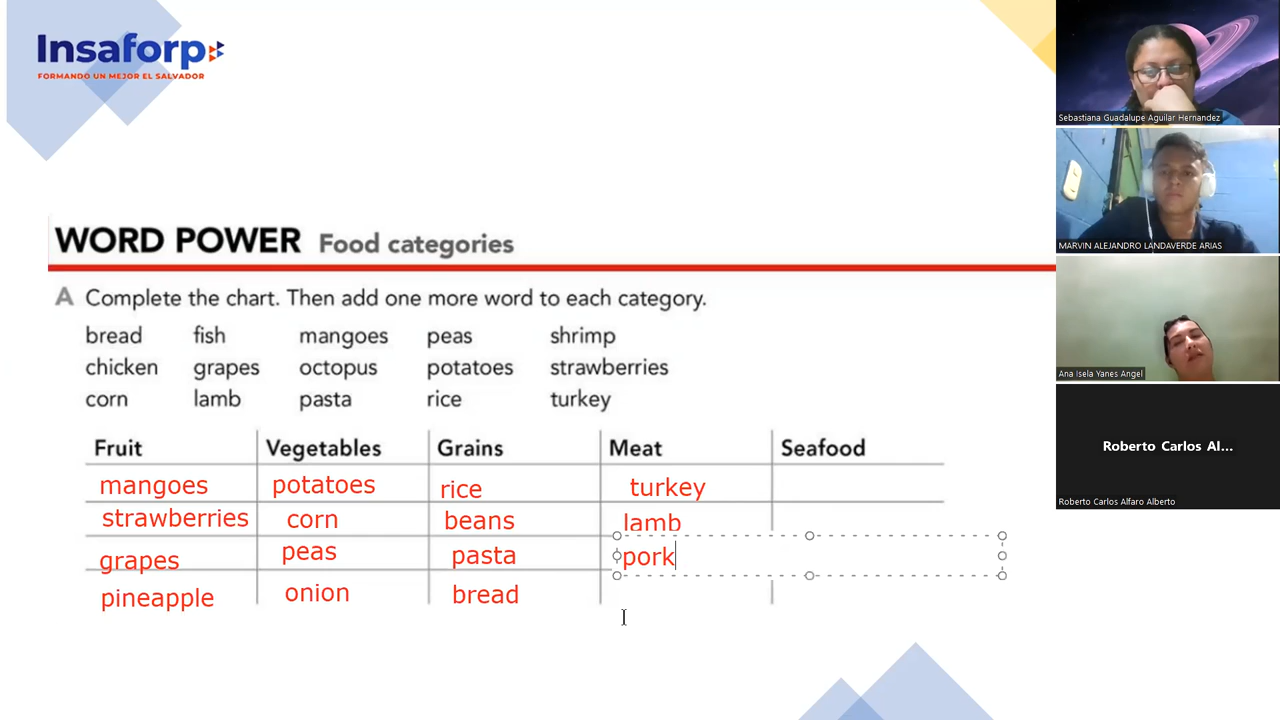 Insaforp
FORMANDO UN MEJOR EL SALVADOR
WORD POWER Food categories
A Complete the chart. Then add one more word to each category.
bread fish mangoes peas shrimp
chicken grapes octopus potatoes strawberries
corn lamb pasta rice turkey
Fruit Vegetables Grains Meat Seafood
mangoes potatoes rice turkey
strawberries corn beans lamb
grapes peas pasta pork
pineapple onion bread
Sebastiana Guadalupe Aguilar Hernandez
MARVIN ALEJANDRO LANDAVERDE ARIAS
Ana Isela Yanes Angel
Roberto Carlos Al...
Roberto Carlos Alfaro Alberto